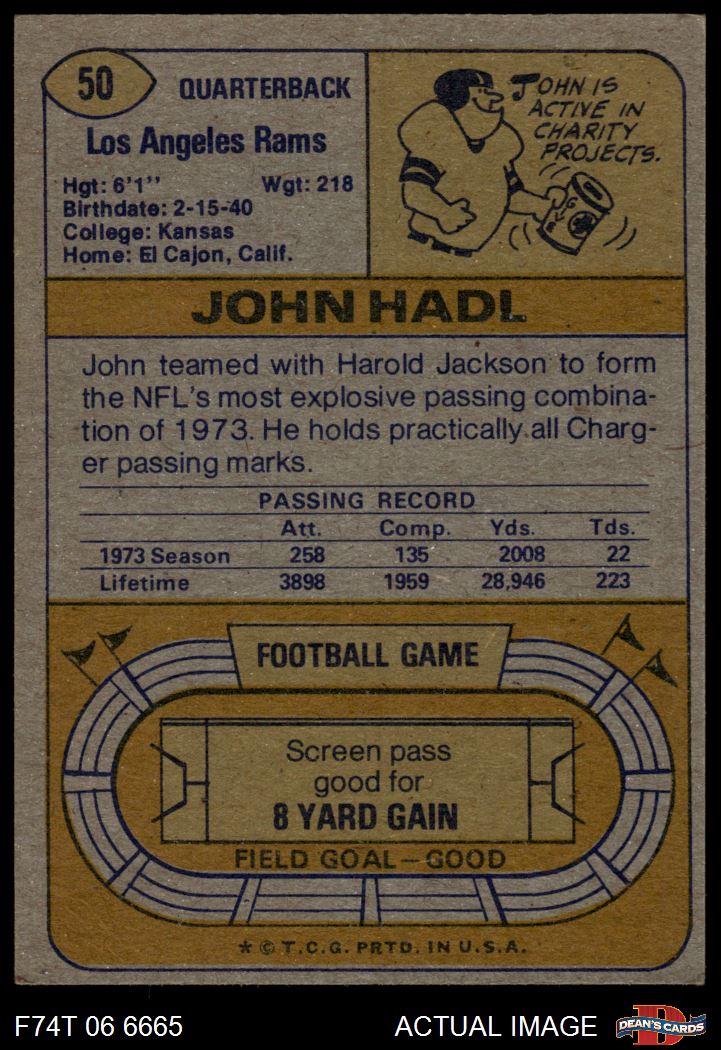 50
QUARTERBACK
Los Angeles Rams
Hgt: 6'1'' Wgt: 218
Birthdate: 2-15-40
College: Kansas
Home: El Cajon, Calif.
JOHN IS
ACTIVE IN
CHARITY
PROJECTS.
JOHN HADL
John teamed with Harold Jackson to form
the NFL's most explosive passing combina-
tion of 1973. He holds practically all Charg-
er passing marks.
PASSING RECORD
Att. Comp. Yds. Tds.
1973 Season 258 135 2008 22
Lifetime 3898 1959 28,946 223
FOOTBALL GAME
Screen pass
good for
8 YARD GAIN
FIELD GOAL—GOOD
* © T.C.G. PRTD. IN U.S.A.
F74T 06 6665 ACTUAL IMAGE
D
DEAN'S CARDS